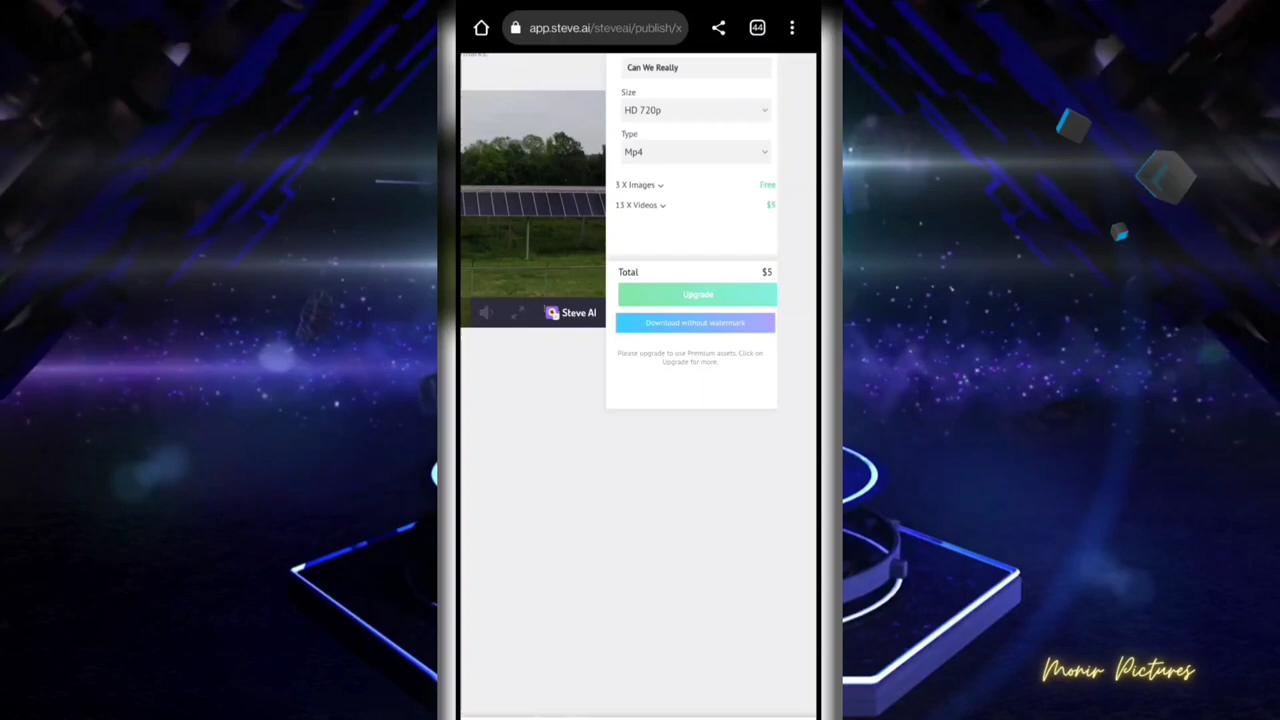 app.steve.ai/steveai/publish/x
44
Can We Really
Size
HD 720p
Type
Mp4
3 X Images
Free
13 X Videos
$5
Total
$5
Upgrade
Steve AI
Download without watermark
Please upgrade to use Premium assets. Click on
Upgrade for more.
Monir Pictures